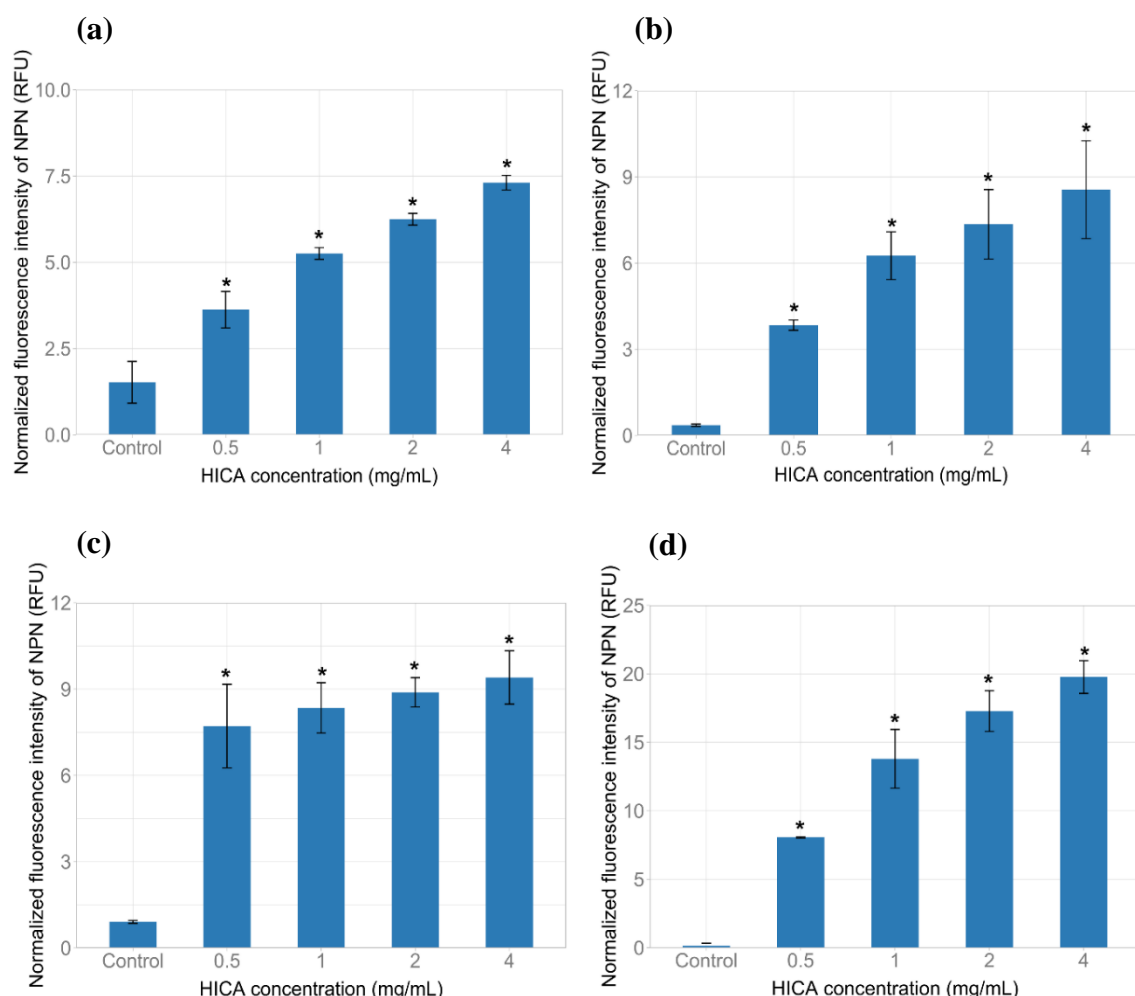 (a)
Normalized fluorescence intensity of NPN (RFU)
10.0
7.5
5.0
2.5
0.0
* * * *
Control 0.5 1 2 4
HICA concentration (mg/mL)
(b)
Normalized fluorescence intensity of NPN (RFU)
12
9
6
3
0
* * * *
Control 0.5 1 2 4
HICA concentration (mg/mL)
(c)
Normalized fluorescence intensity of NPN (RFU)
12
9
6
3
0
* * * *
Control 0.5 1 2 4
HICA concentration (mg/mL)
(d)
Normalized fluorescence intensity of NPN (RFU)
25
20
15
10
5
0
* * * *
Control 0.5 1 2 4
HICA concentration (mg/mL)